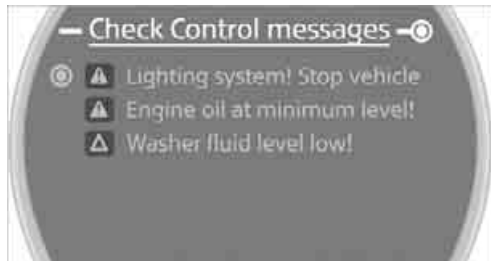 Check Control messages
Lighting system! Stop vehicle
Engine oil at minimum level!
Washer fluid level low!